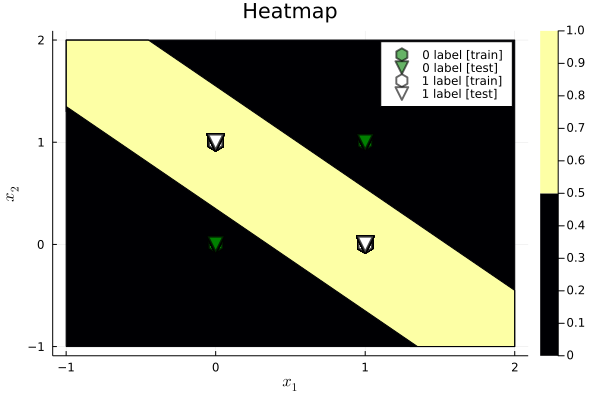 Heatmap
0 label [train]
0 label [test]
1 label [train]
1 label [test]
2
1
0
−1
x₂
−1
0
1
2
x₁
1.0
0.9
0.8
0.7
0.6
0.5
0.4
0.3
0.2
0.1
0